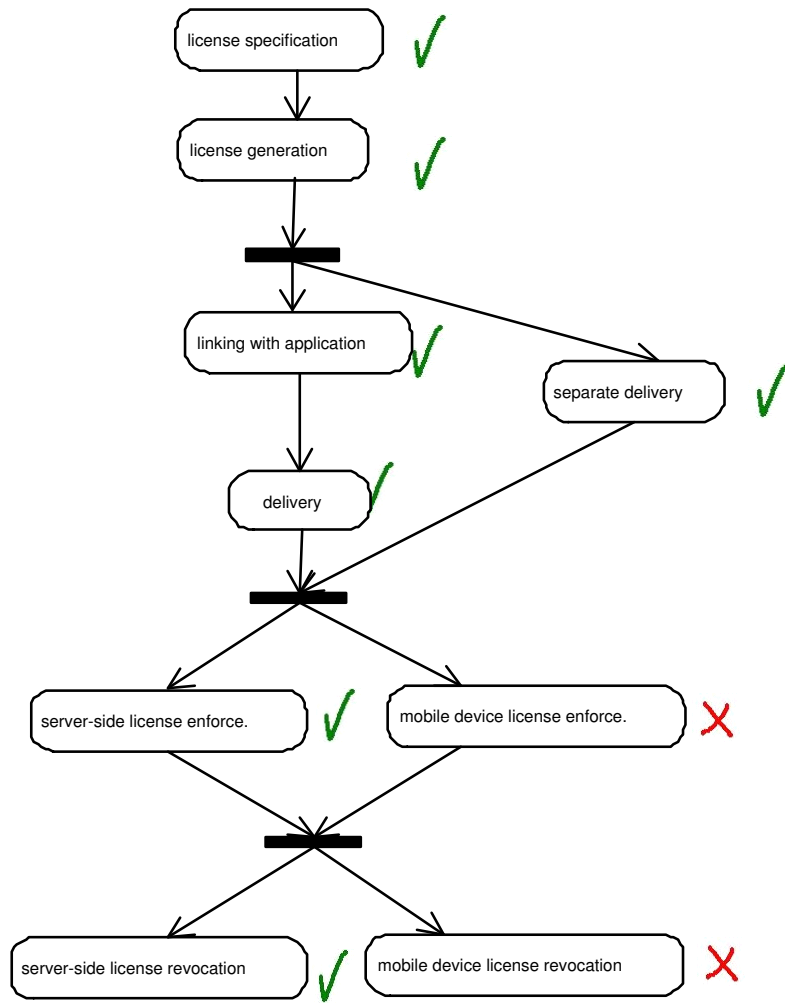 license specification
license generation
linking with application
separate delivery
delivery
server-side license enforce.
mobile device license enforce.
server-side license revocation
mobile device license revocation